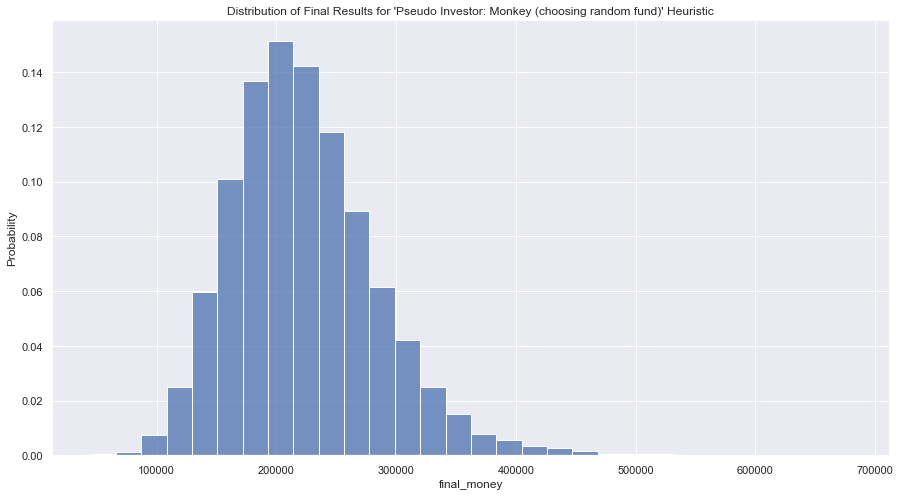 Distribution of Final Results for 'Pseudo Investor: Monkey (choosing random fund)' Heuristic
0.14
0.12
0.10
0.08
0.06
0.04
0.02
0.00
Probability
100000 200000 300000 400000 500000 600000 700000
final_money